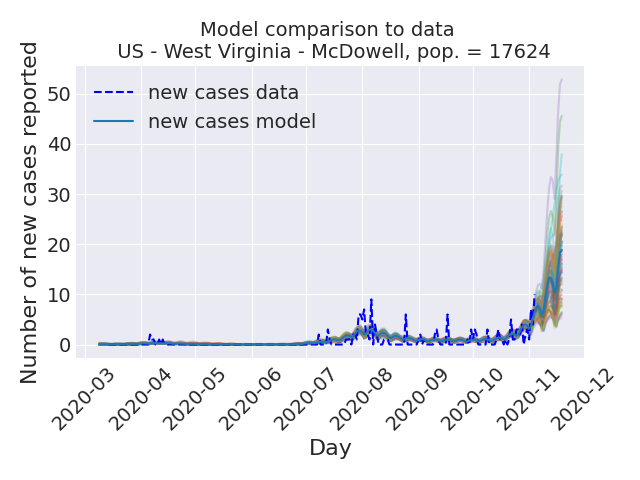 Model comparison to data
US - West Virginia - McDowell, pop. = 17624
Number of new cases reported
50
40
30
20
10
0
new cases data
new cases model
2020-03
2020-04
2020-05
2020-06
2020-07
2020-08
2020-09
2020-10
2020-11
2020-12
Day